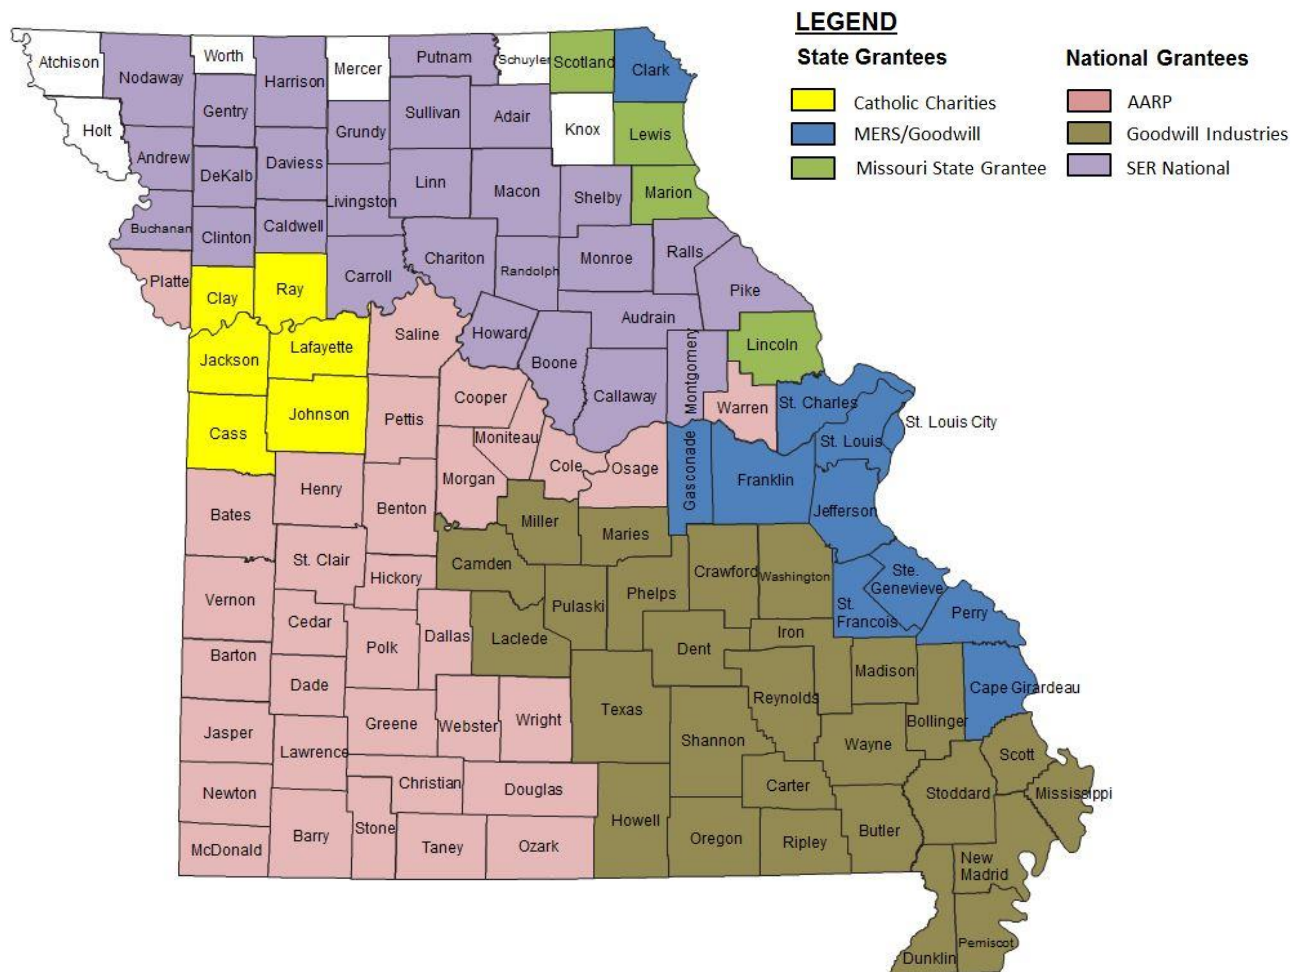 LEGEND
State Grantees
National Grantees
Catholic Charities
AARP
MERS/Goodwill
Goodwill Industries
Missouri State Grantee
SER National
Atchison
Nodaway
Worth
Harrison
Mercer
Putnam
Schuyler
Scotland
Clark
Holt
Gentry
Grundy
Sullivan
Adair
Knox
Lewis
Andrew
DeKalb
Daviess
Livingston
Linn
Macon
Shelby
Marion
Buchanan
Clinton
Caldwell
Carroll
Chariton
Randolph
Monroe
Ralls
Pike
Platte
Clay
Ray
Saline
Howard
Audrain
Lincoln
Jackson
Lafayette
Boone
Callaway
Montgomery
Cooper
Warren
St. Charles
St. Louis City
Cass
Johnson
Pettis
Moniteau
St. Louis
Morgan
Cole
Osage
Gasconade
Franklin
Henry
Benton
Bates
Miller
Maries
Jefferson
St. Clair
Hickory
Camden
Pulaski
Phelps
Crawford
Washington
Ste.
Genevieve
Vernon
St.
Francois
Perry
Cedar
Polk
Dallas
Laclede
Dent
Iron
Barton
Dade
Texas
Reynolds
Madison
Cape Girardeau
Jasper
Greene
Webster
Wright
Shannon
Wayne
Bollinger
Lawrence
Christian
Douglas
Carter
Scott
Newton
Howell
Stoddard
Mississippi
McDonald
Barry
Stone
Taney
Ozark
Oregon
Ripley
Butler
New
Madrid
Dunklin
Pemiscot